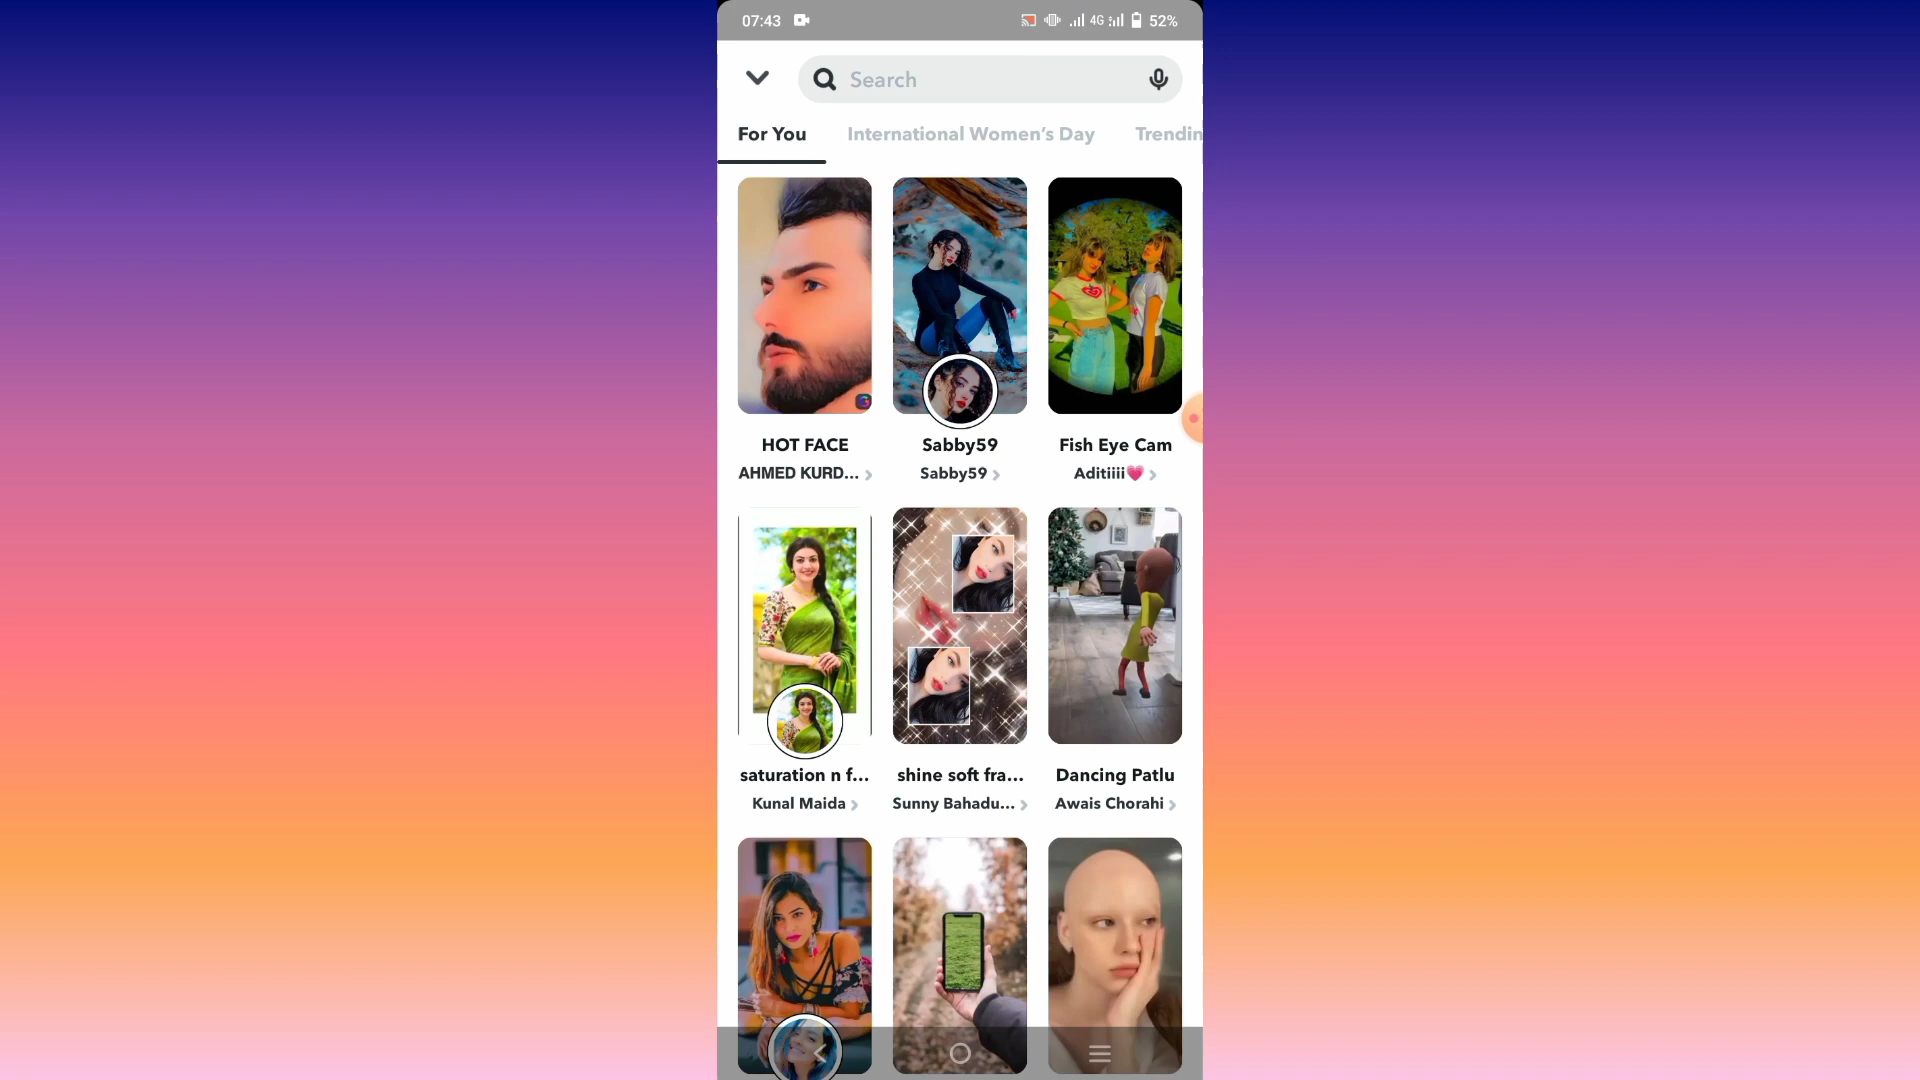 07:43
4G
52%
Search
For You
International Women's Day
Trendin
HOT FACE
AHMED KURD...
Sabby59
Sabby59
Fish Eye Cam
Aditiiii💗
saturation n f...
Kunal Maida
shine soft fra...
Sunny Bahadu...
Dancing Patlu
Awais Chorahi